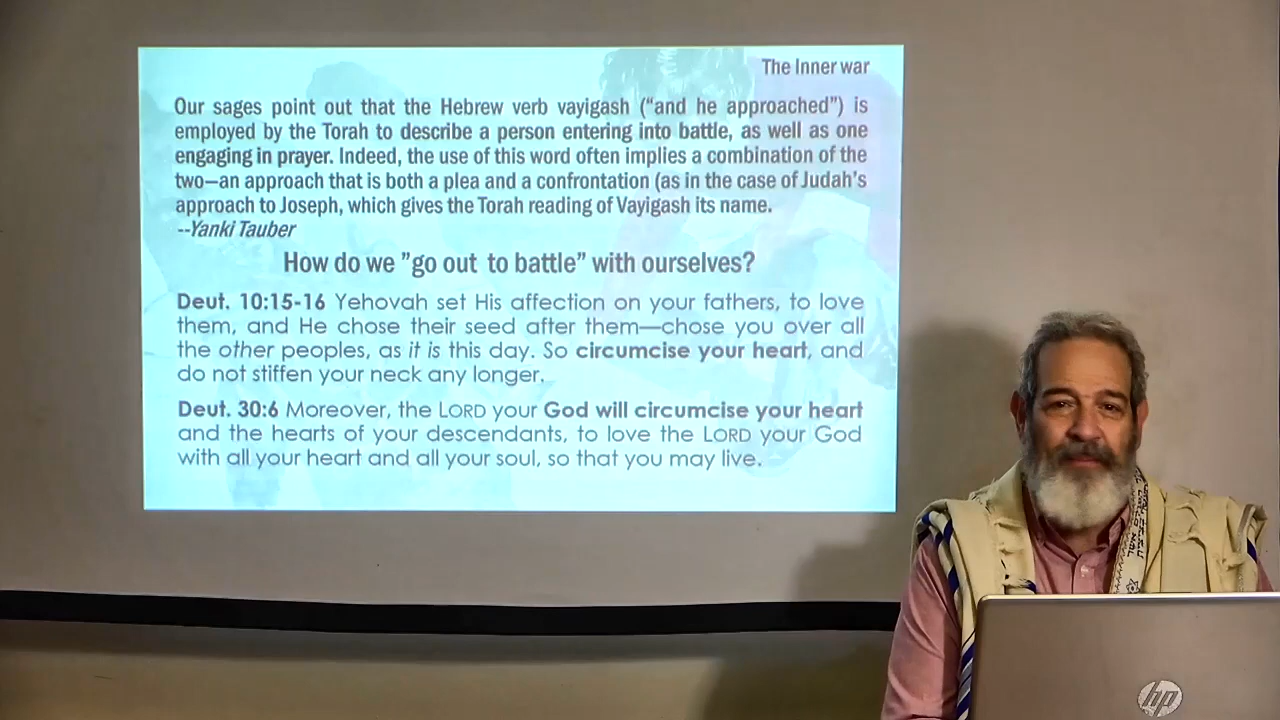 The Inner war
Our sages point out that the Hebrew verb vayigash (“and he approached”) is
employed by the Torah to describe a person entering into battle, as well as one
engaging in prayer. Indeed, the use of this word often implies a combination of the
two—an approach that is both a plea and a confrontation (as in the case of Judah’s
approach to Joseph, which gives the Torah reading of Vayigash its name.
--Yanki Tauber
How do we ”go out to battle” with ourselves?
Deut. 10:15-16 Yehovah set His affection on your fathers, to love
them, and He chose their seed after them—chose you over all
the other peoples, as it is this day. So circumcise your heart, and
do not stiffen your neck any longer.
Deut. 30:6 Moreover, the LORD your God will circumcise your heart
and the hearts of your descendants, to love the LORD your God
with all your heart and all your soul, so that you may live.
hp